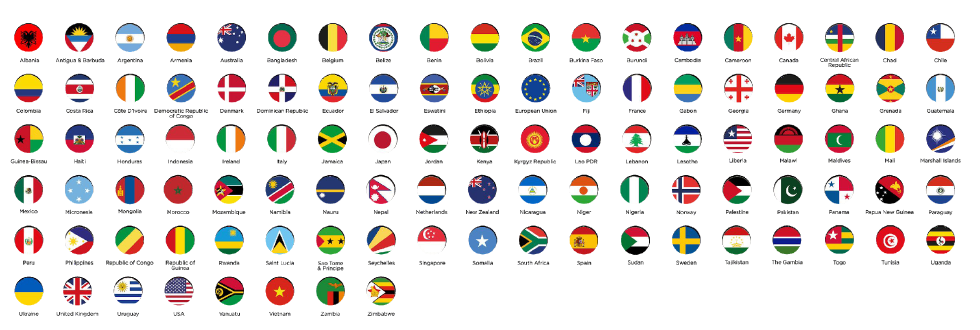 Albania Antigua & Barbuda Argentina Armenia Australia Bangladesh Belgium Belize Benin Bolivia Brazil Burkina Faso Burundi Cambodia Cameroon Canada Central African Republic Chad Chile
Colombia Costa Rica Côte D'Ivoire Democratic Republic of Congo Denmark Dominican Republic Ecuador El Salvador Eswatini Ethiopia European Union Fiji France Gabon Georgia Germany Ghana Grenada Guatemala
Guinea-Bissau Haiti Honduras Indonesia Ireland Italy Jamaica Japan Jordan Kenya Kyrgyz Republic Lao PDR Lebanon Lesotho Liberia Malawi Maldives Mali Marshall Islands
Mexico Micronesia Mongolia Morocco Mozambique Namibia Nauru Nepal Netherlands New Zealand Nicaragua Niger Nigeria Norway Palestine Pakistan Panama Papua New Guinea Paraguay
Peru Philippines Republic of Congo Republic of Guinea Rwanda Saint Lucia Sao Tome & Principe Seychelles Singapore Somalia South Africa Spain Sudan Sweden Tajikistan The Gambia Togo Tunisia Uganda
Ukraine United Kingdom Uruguay USA Vanuatu Vietnam Zambia Zimbabwe